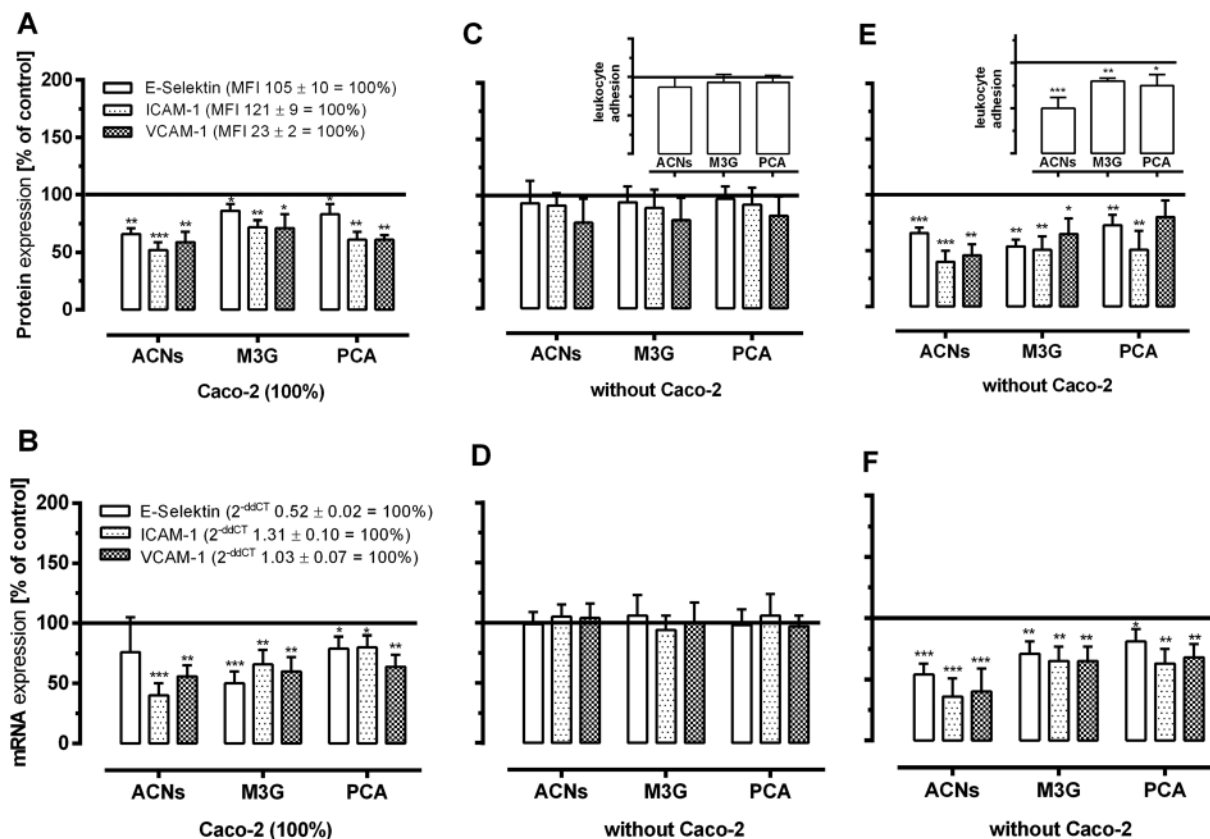 A
Protein expression [% of control]
200
150
100
50
0
E-Selektin (MFI 105 ± 10 = 100%)
ICAM-1 (MFI 121 ± 9 = 100%)
VCAM-1 (MFI 23 ± 2 = 100%)
** *** ** * ** * * ** **
ACNs M3G PCA
Caco-2 (100%)
C
leukocyte
adhesion
ACNs M3G PCA
ACNs M3G PCA
without Caco-2
E
leukocyte
adhesion
*** ** *
ACNs M3G PCA
*** *** ** ** ** * ** ***
ACNs M3G PCA
without Caco-2
B
mRNA expression [% of control]
200
150
100
50
0
E-Selektin (2^-ddCT 0.52 ± 0.02 = 100%)
ICAM-1 (2^-ddCT 1.31 ± 0.10 = 100%)
VCAM-1 (2^-ddCT 1.03 ± 0.07 = 100%)
*** ** *** ** ** * * **
ACNs M3G PCA
Caco-2 (100%)
D
ACNs M3G PCA
without Caco-2
F
*** *** *** ** ** ** * ** **
ACNs M3G PCA
without Caco-2